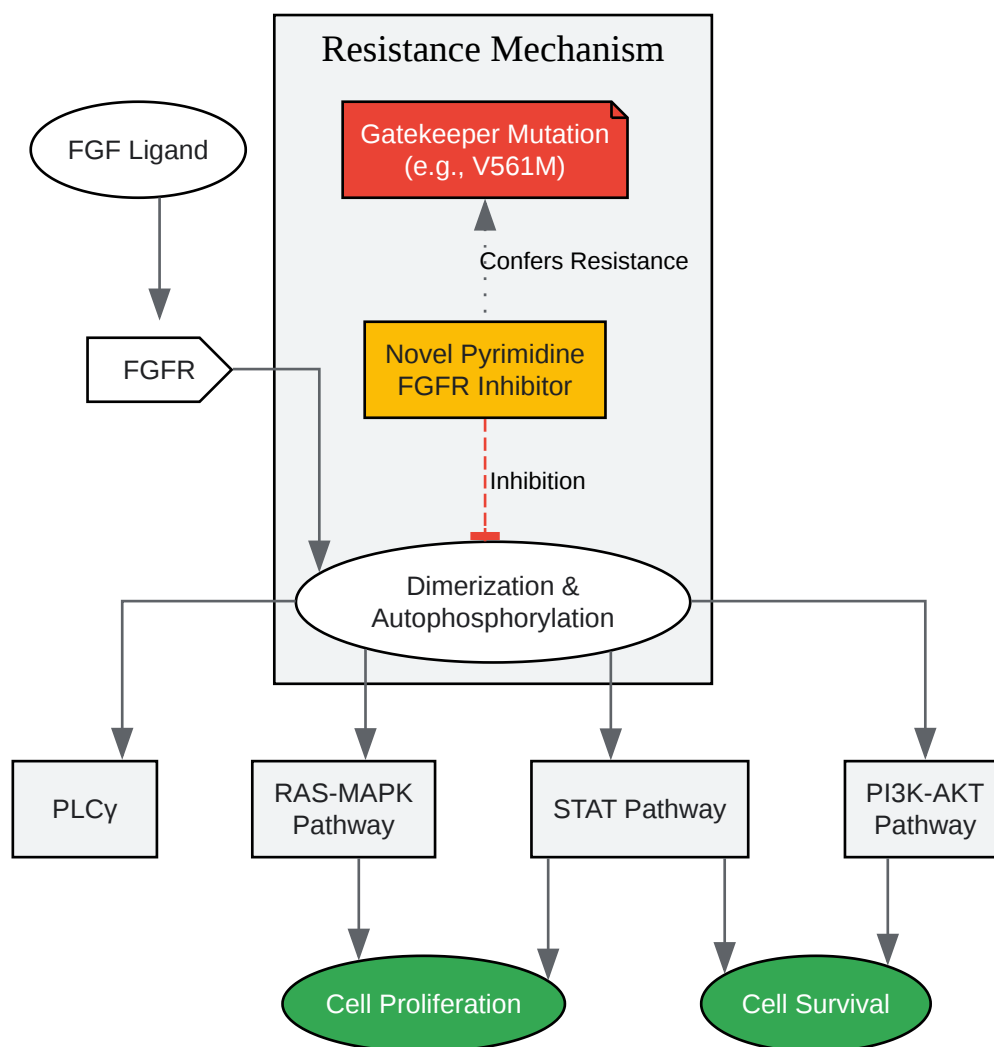 Resistance Mechanism
FGF Ligand
Gatekeeper Mutation
(e.g., V561M)
Confers Resistance
FGFR
Novel Pyrimidine
FGFR Inhibitor
Inhibition
Dimerization &
Autophosphorylation
PLCγ
RAS-MAPK
Pathway
STAT Pathway
PI3K-AKT
Pathway
Cell Proliferation
Cell Survival